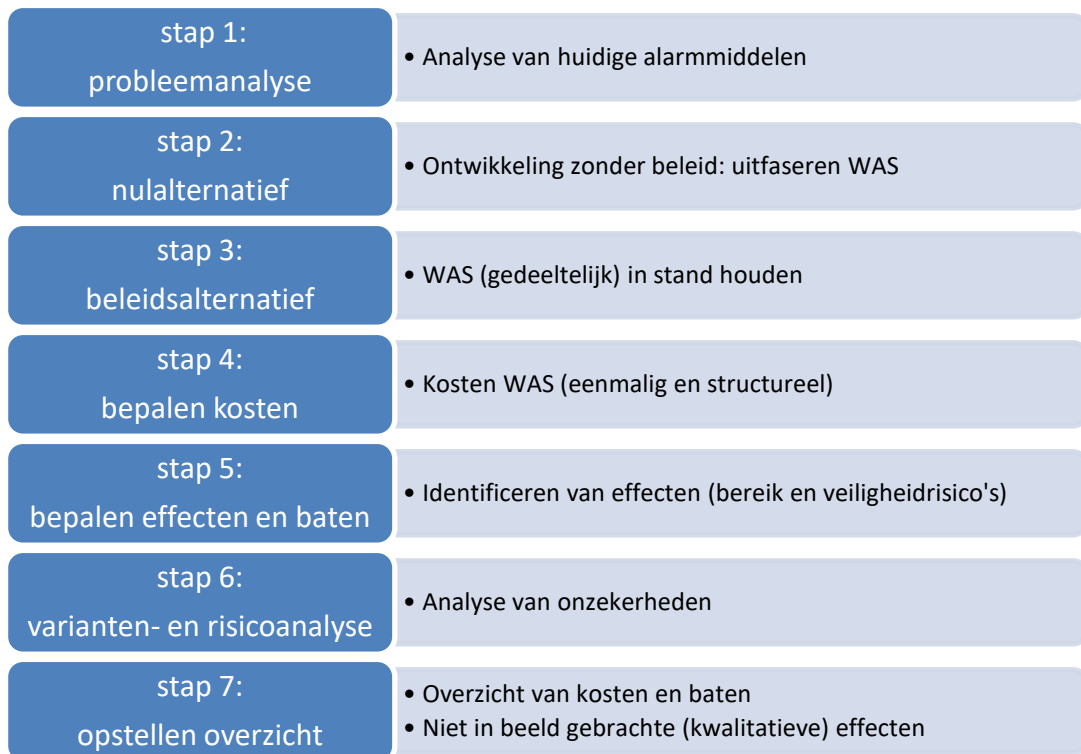 stap 1:
probleemanalyse
• Analyse van huidige alarmmiddelen
stap 2:
nulalternatief
• Ontwikkeling zonder beleid: uitfaseren WAS
stap 3:
beleidsalternatief
• WAS (gedeeltelijk) in stand houden
stap 4:
bepalen kosten
• Kosten WAS (eenmalig en structureel)
stap 5:
bepalen effecten en baten
• Identificeren van effecten (bereik en veiligheidrisico's)
stap 6:
varianten- en risicoanalyse
• Analyse van onzekerheden
stap 7:
opstellen overzicht
• Overzicht van kosten en baten
• Niet in beeld gebrachte (kwalitatieve) effecten